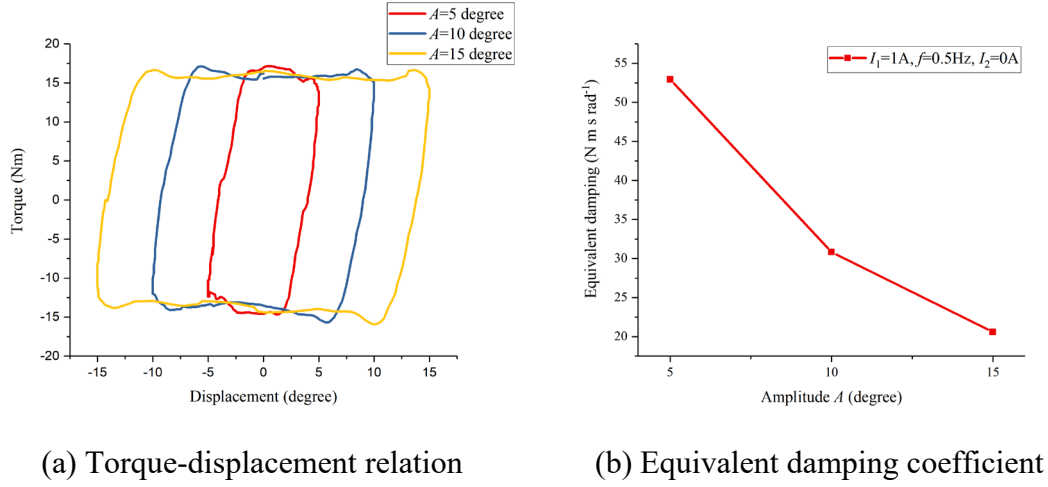 A=5 degree
A=10 degree
A=15 degree
20
15
10
5
0
-5
-10
-15
-20
Torque (Nm)
-15
-10
-5
0
5
10
15
Displacement (degree)
(a) Torque-displacement relation
I₁=1A, f=0.5Hz, I₂=0A
55
50
45
40
35
30
25
20
Equivalent damping (N m s rad⁻¹)
5
10
15
Amplitude A (degree)
(b) Equivalent damping coefficient